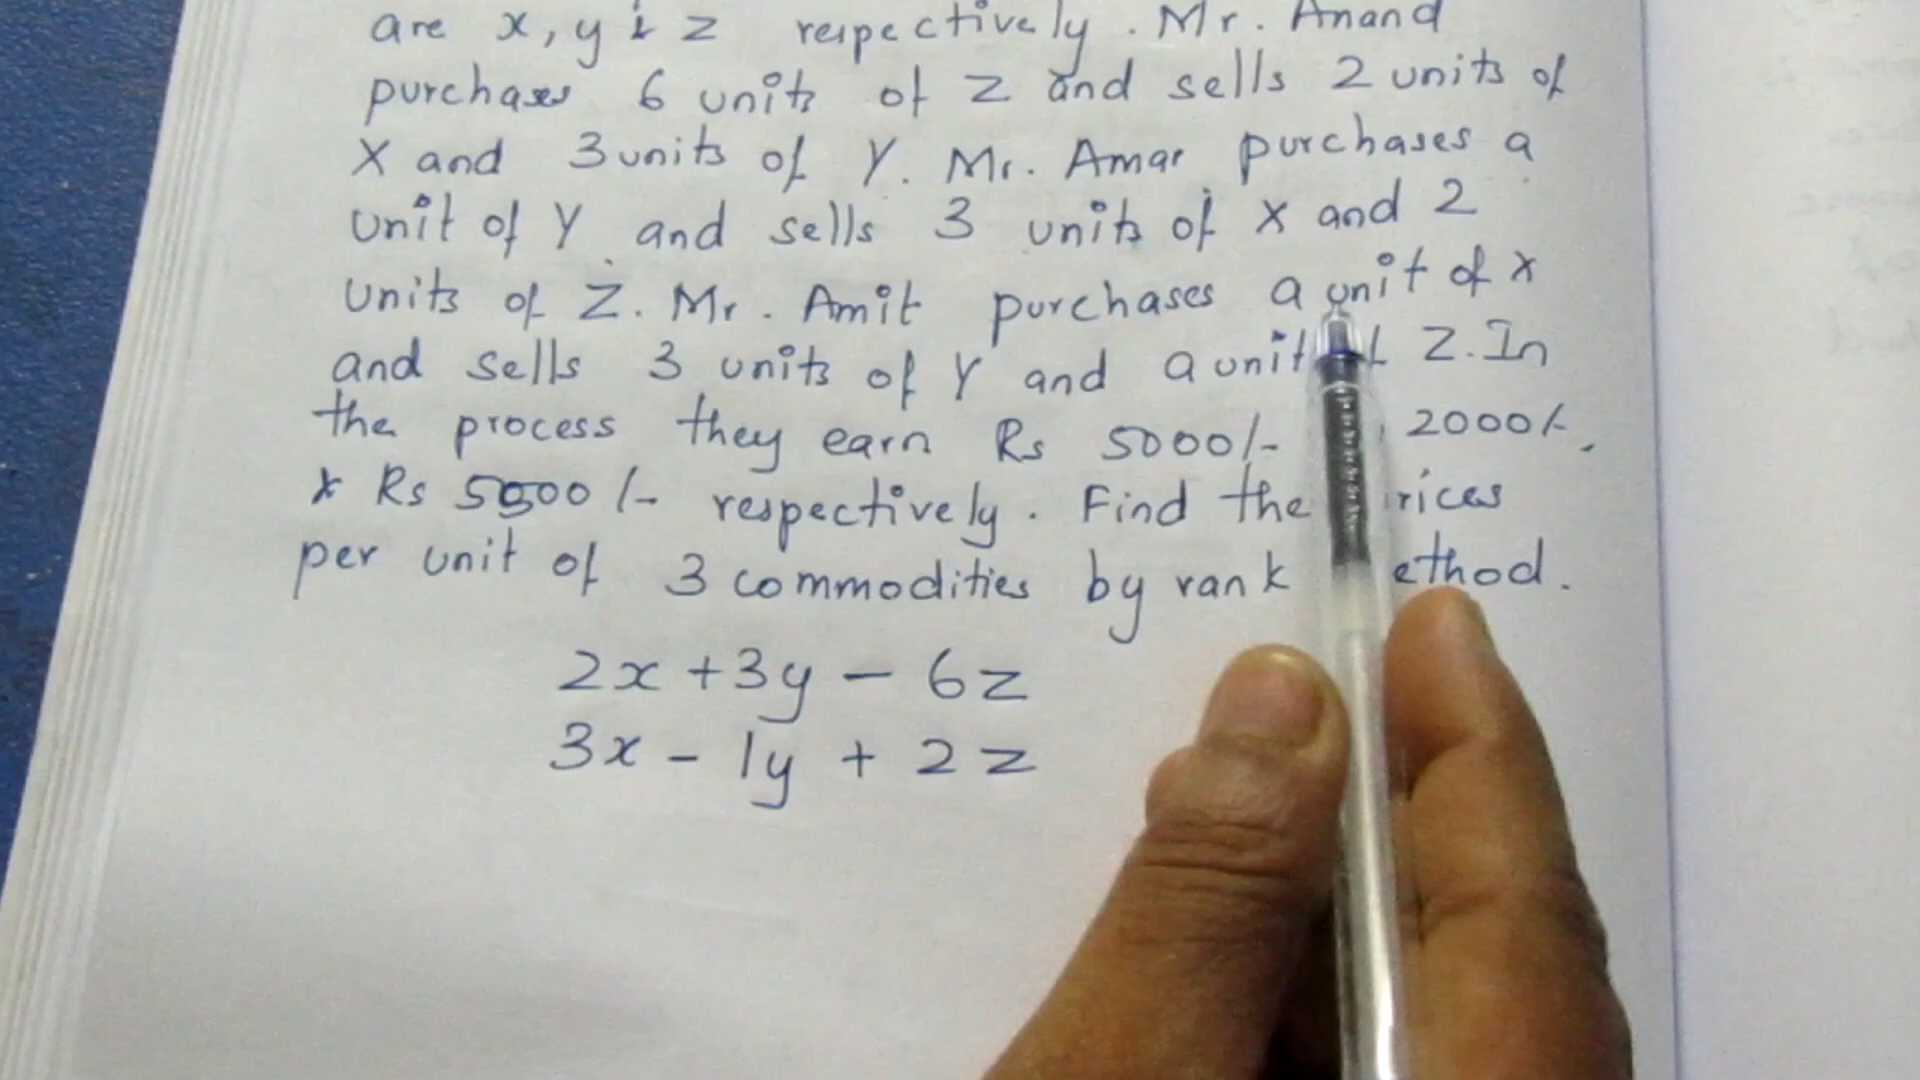 are x, y & z respectively. Mr. Anand
purchases 6 units of Z and sells 2 units of
X and 3 units of Y. Mr. Amar purchases a
unit of Y and sells 3 units of X and 2
units of Z. Mr. Amit purchases a unit of X
and sells 3 units of Y and a unit Z. In
the process they earn Rs 5000/- 2000/-,
& Rs 5500/- respectively. Find the rices
per unit of 3 commodities by rank ethod.
2x + 3y - 6z
3x - 1y + 2z